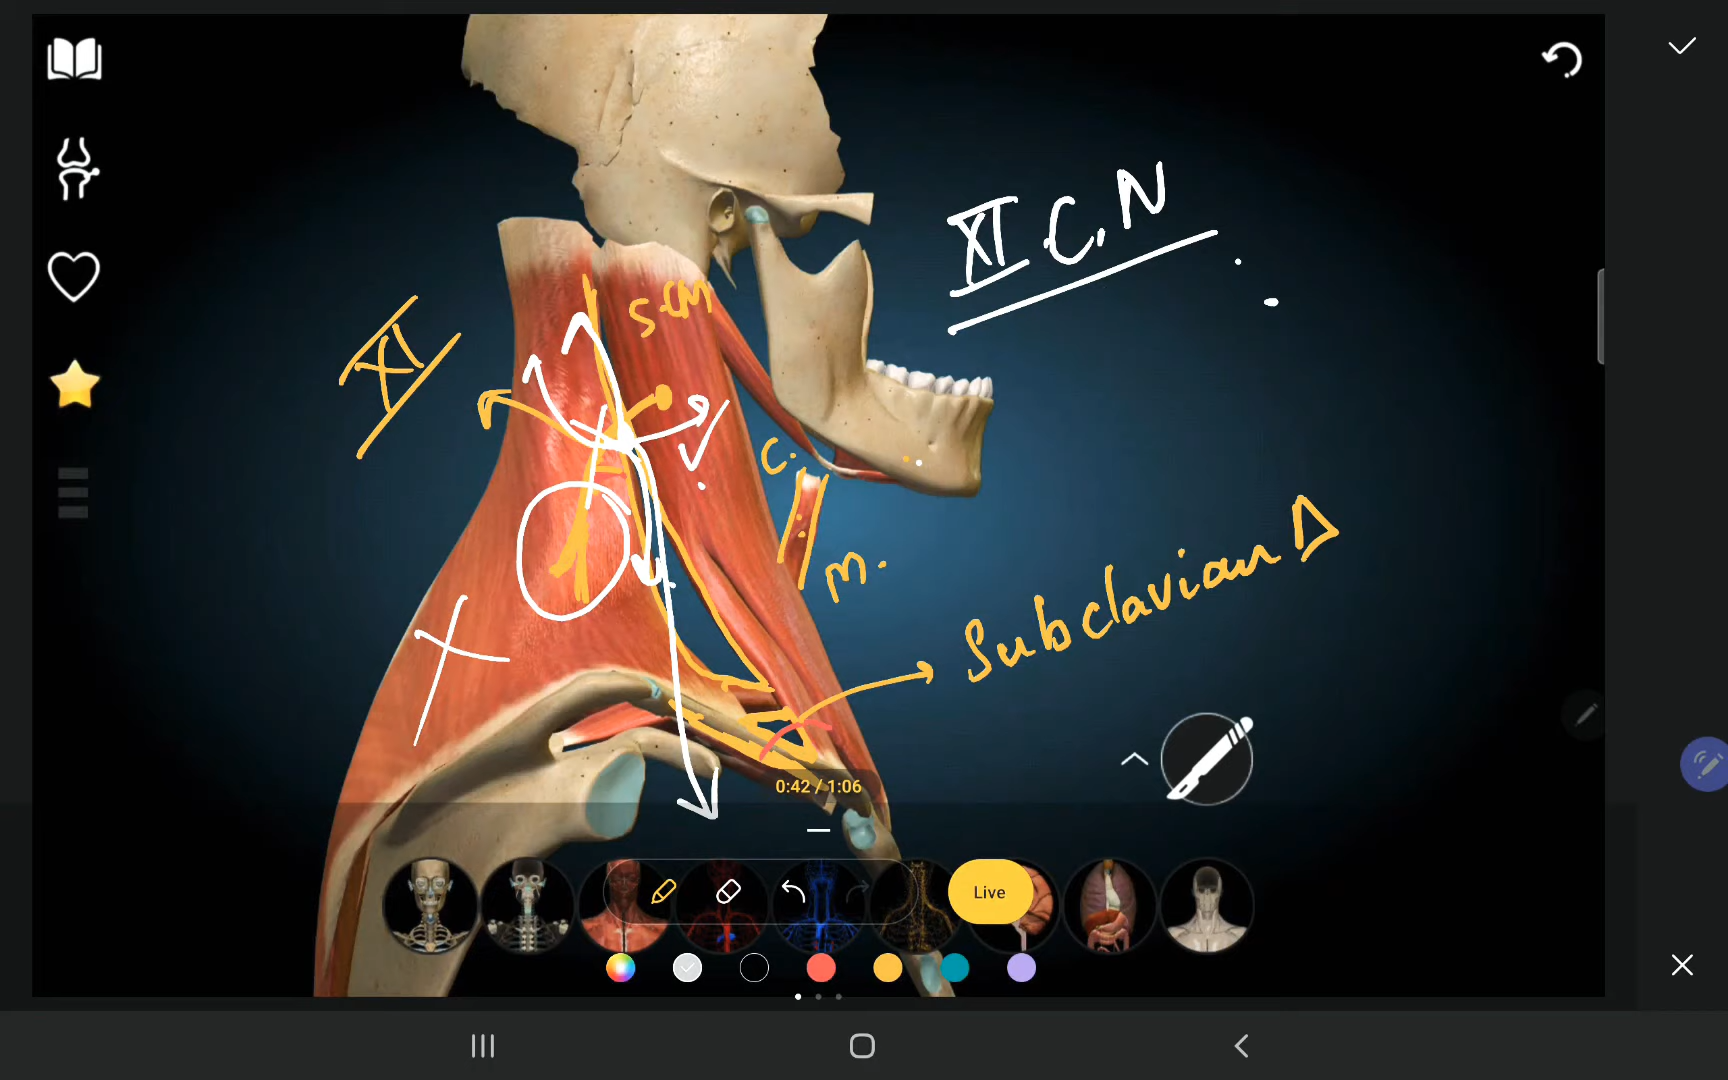 XI C.N
XI
SCM
C.
M.
Subclavian Δ
0:42 / 1:06
Live